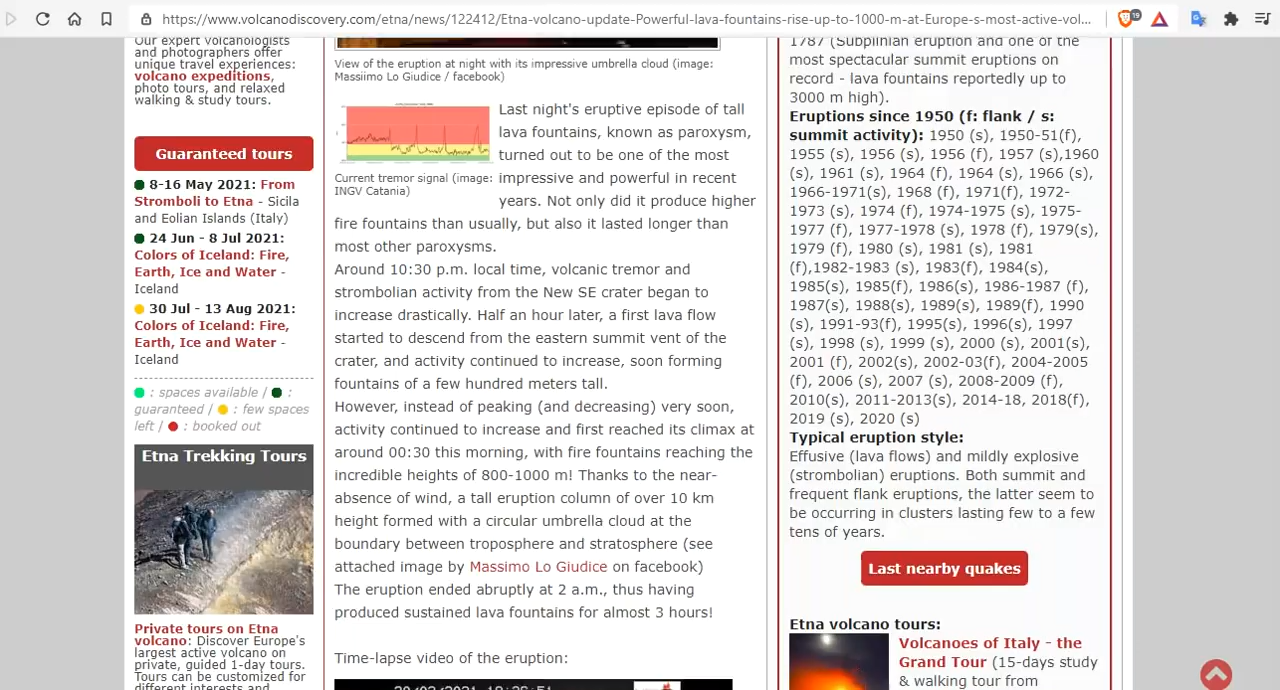 https://www.volcanodiscovery.com/etna/news/122412/Etna-volcano-update-Powerful-lava-fountains-rise-up-to-1000-m-at-Europe-s-most-active-vol...
19
Our expert volcanologists
and photographers offer
unique travel experiences:
volcano expeditions,
photo tours, and relaxed
walking & study tours.
Guaranteed tours
8-16 May 2021: From
Stromboli to Etna - Sicila
and Eolian Islands (Italy)
24 Jun - 8 Jul 2021:
Colors of Iceland: Fire,
Earth, Ice and Water -
Iceland
30 Jul - 13 Aug 2021:
Colors of Iceland: Fire,
Earth, Ice and Water -
Iceland
: spaces available / :
guaranteed / : few spaces
left / : booked out
Etna Trekking Tours
Private tours on Etna
volcano: Discover Europe's
largest active volcano on
private, guided 1-day tours.
Tours can be customized for
different interests and
View of the eruption at night with its impressive umbrella cloud (image:
Massiimo Lo Giudice / facebook)
Current tremor signal (image:
INGV Catania)
Last night's eruptive episode of tall
lava fountains, known as paroxysm,
turned out to be one of the most
impressive and powerful in recent
years. Not only did it produce higher
fire fountains than usually, but also it lasted longer than
most other paroxysms.
Around 10:30 p.m. local time, volcanic tremor and
strombolian activity from the New SE crater began to
increase drastically. Half an hour later, a first lava flow
started to descend from the eastern summit vent of the
crater, and activity continued to increase, soon forming
fountains of a few hundred meters tall.
However, instead of peaking (and decreasing) very soon,
activity continued to increase and first reached its climax at
around 00:30 this morning, with fire fountains reaching the
incredible heights of 800-1000 m! Thanks to the near-
absence of wind, a tall eruption column of over 10 km
height formed with a circular umbrella cloud at the
boundary between troposphere and stratosphere (see
attached image by Massimo Lo Giudice on facebook)
The eruption ended abruptly at 2 a.m., thus having
produced sustained lava fountains for almost 3 hours!
Time-lapse video of the eruption:
1787 (Subplinian eruption and one of the
most spectacular summit eruptions on
record - lava fountains reportedly up to
3000 m high).
Eruptions since 1950 (f: flank / s:
summit activity): 1950 (s), 1950-51(f),
1955 (s), 1956 (s), 1956 (f), 1957 (s),1960
(s), 1961 (s), 1964 (f), 1964 (s), 1966 (s),
1966-1971(s), 1968 (f), 1971(f), 1972-
1973 (s), 1974 (f), 1974-1975 (s), 1975-
1977 (f), 1977-1978 (s), 1978 (f), 1979(s),
1979 (f), 1980 (s), 1981 (s), 1981
(f),1982-1983 (s), 1983(f), 1984(s),
1985(s), 1985(f), 1986(s), 1986-1987 (f),
1987(s), 1988(s), 1989(s), 1989(f), 1990
(s), 1991-93(f), 1995(s), 1996(s), 1997
(s), 1998 (s), 1999 (s), 2000 (s), 2001(s),
2001 (f), 2002(s), 2002-03(f), 2004-2005
(f), 2006 (s), 2007 (s), 2008-2009 (f),
2010(s), 2011-2013(s), 2014-18, 2018(f),
2019 (s), 2020 (s)
Typical eruption style:
Effusive (lava flows) and mildly explosive
(strombolian) eruptions. Both summit and
frequent flank eruptions, the latter seem to
be occurring in clusters lasting few to a few
tens of years.
Last nearby quakes
Etna volcano tours:
Volcanoes of Italy - the
Grand Tour (15-days study
& walking tour from